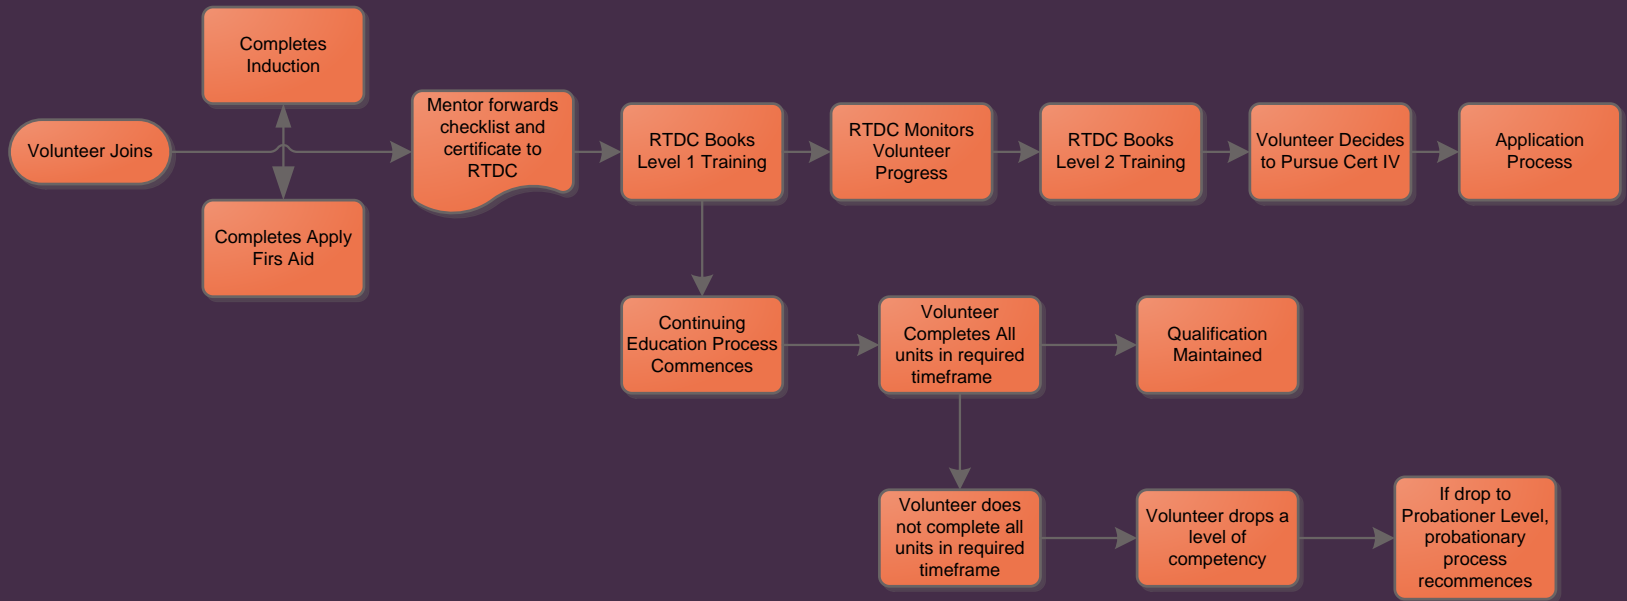 Completes
Induction
Volunteer Joins
Mentor forwards
checklist and
certificate to
RTDC
RTDC Books
Level 1 Training
RTDC Monitors
Volunteer
Progress
RTDC Books
Level 2 Training
Volunteer Decides
to Pursue Cert IV
Application
Process
Completes Apply
Firs Aid
Continuing
Education Process
Commences
Volunteer
Completes All
units in required
timeframe
Qualification
Maintained
Volunteer does
not complete all
units in required
timeframe
Volunteer drops a
level of
competency
If drop to
Probationer Level,
probationary
process
recommences